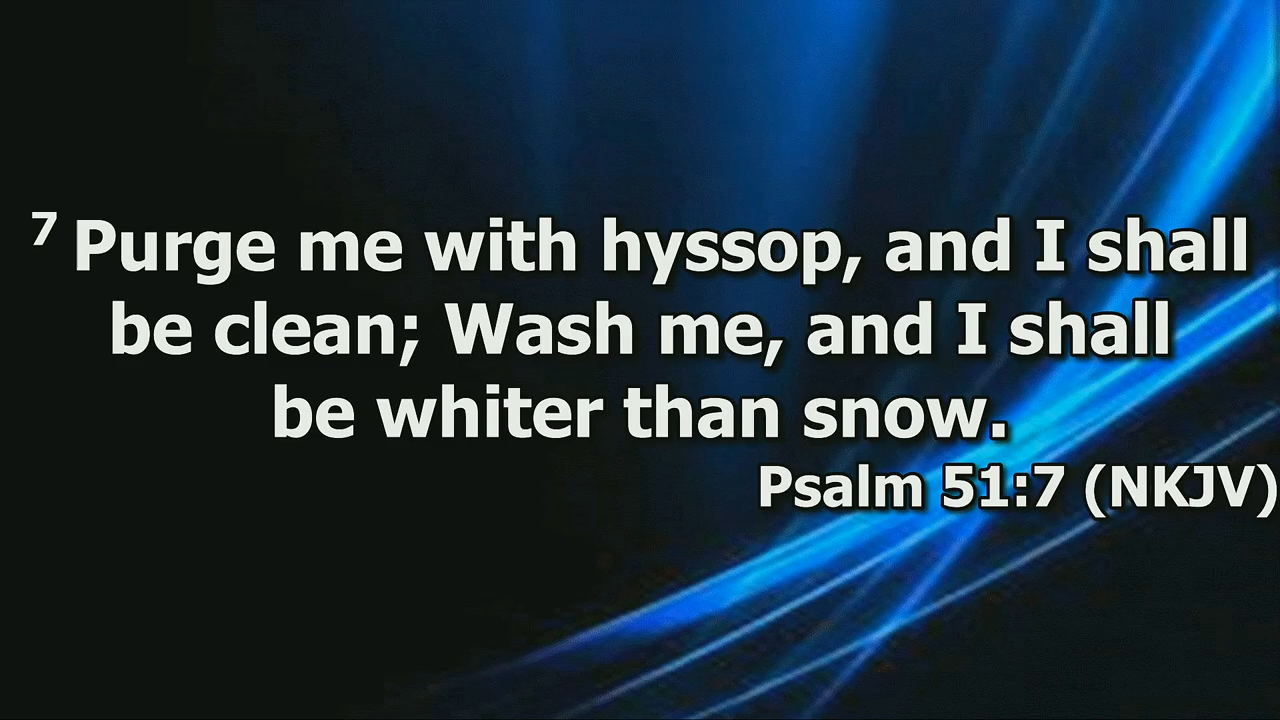 7 Purge me with hyssop, and I shall
be clean; Wash me, and I shall
be whiter than snow.
Psalm 51:7 (NKJV)